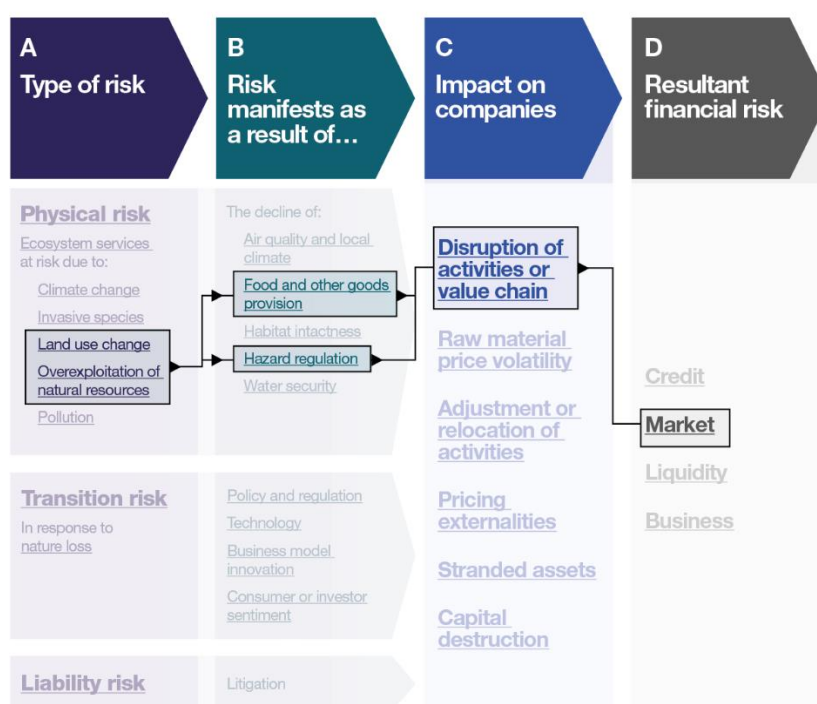 A
Type of risk
B
Risk
manifests as
a result of…
C
Impact on
companies
D
Resultant
financial risk
Physical risk
Ecosystem services
at risk due to:
Climate change
Invasive species
Land use change
Overexploitation of
natural resources
Pollution
The decline of:
Air quality and local
climate
Food and other goods
provision
Habitat intactness
Hazard regulation
Water security
Disruption of
activities or
value chain
Raw material
price volatility
Adjustment or
relocation of
activities
Pricing
externalities
Stranded assets
Capital
destruction
Credit
Market
Liquidity
Business
Transition risk
In response to
nature loss
Policy and regulation
Technology
Business model
innovation
Consumer or investor
sentiment
Liability risk
Litigation